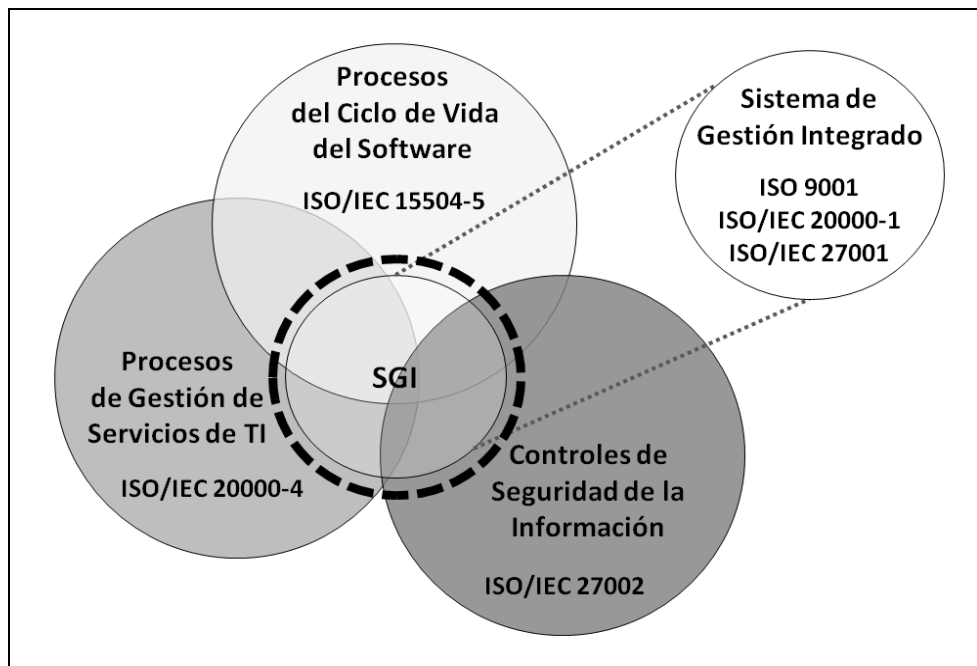 Procesos
del Ciclo de Vida
del Software
ISO/IEC 15504-5
Sistema de
Gestión Integrado
ISO 9001
ISO/IEC 20000-1
ISO/IEC 27001
Procesos
de Gestión de
Servicios de TI
ISO/IEC 20000-4
SGI
Controles de
Seguridad de la
Información
ISO/IEC 27002